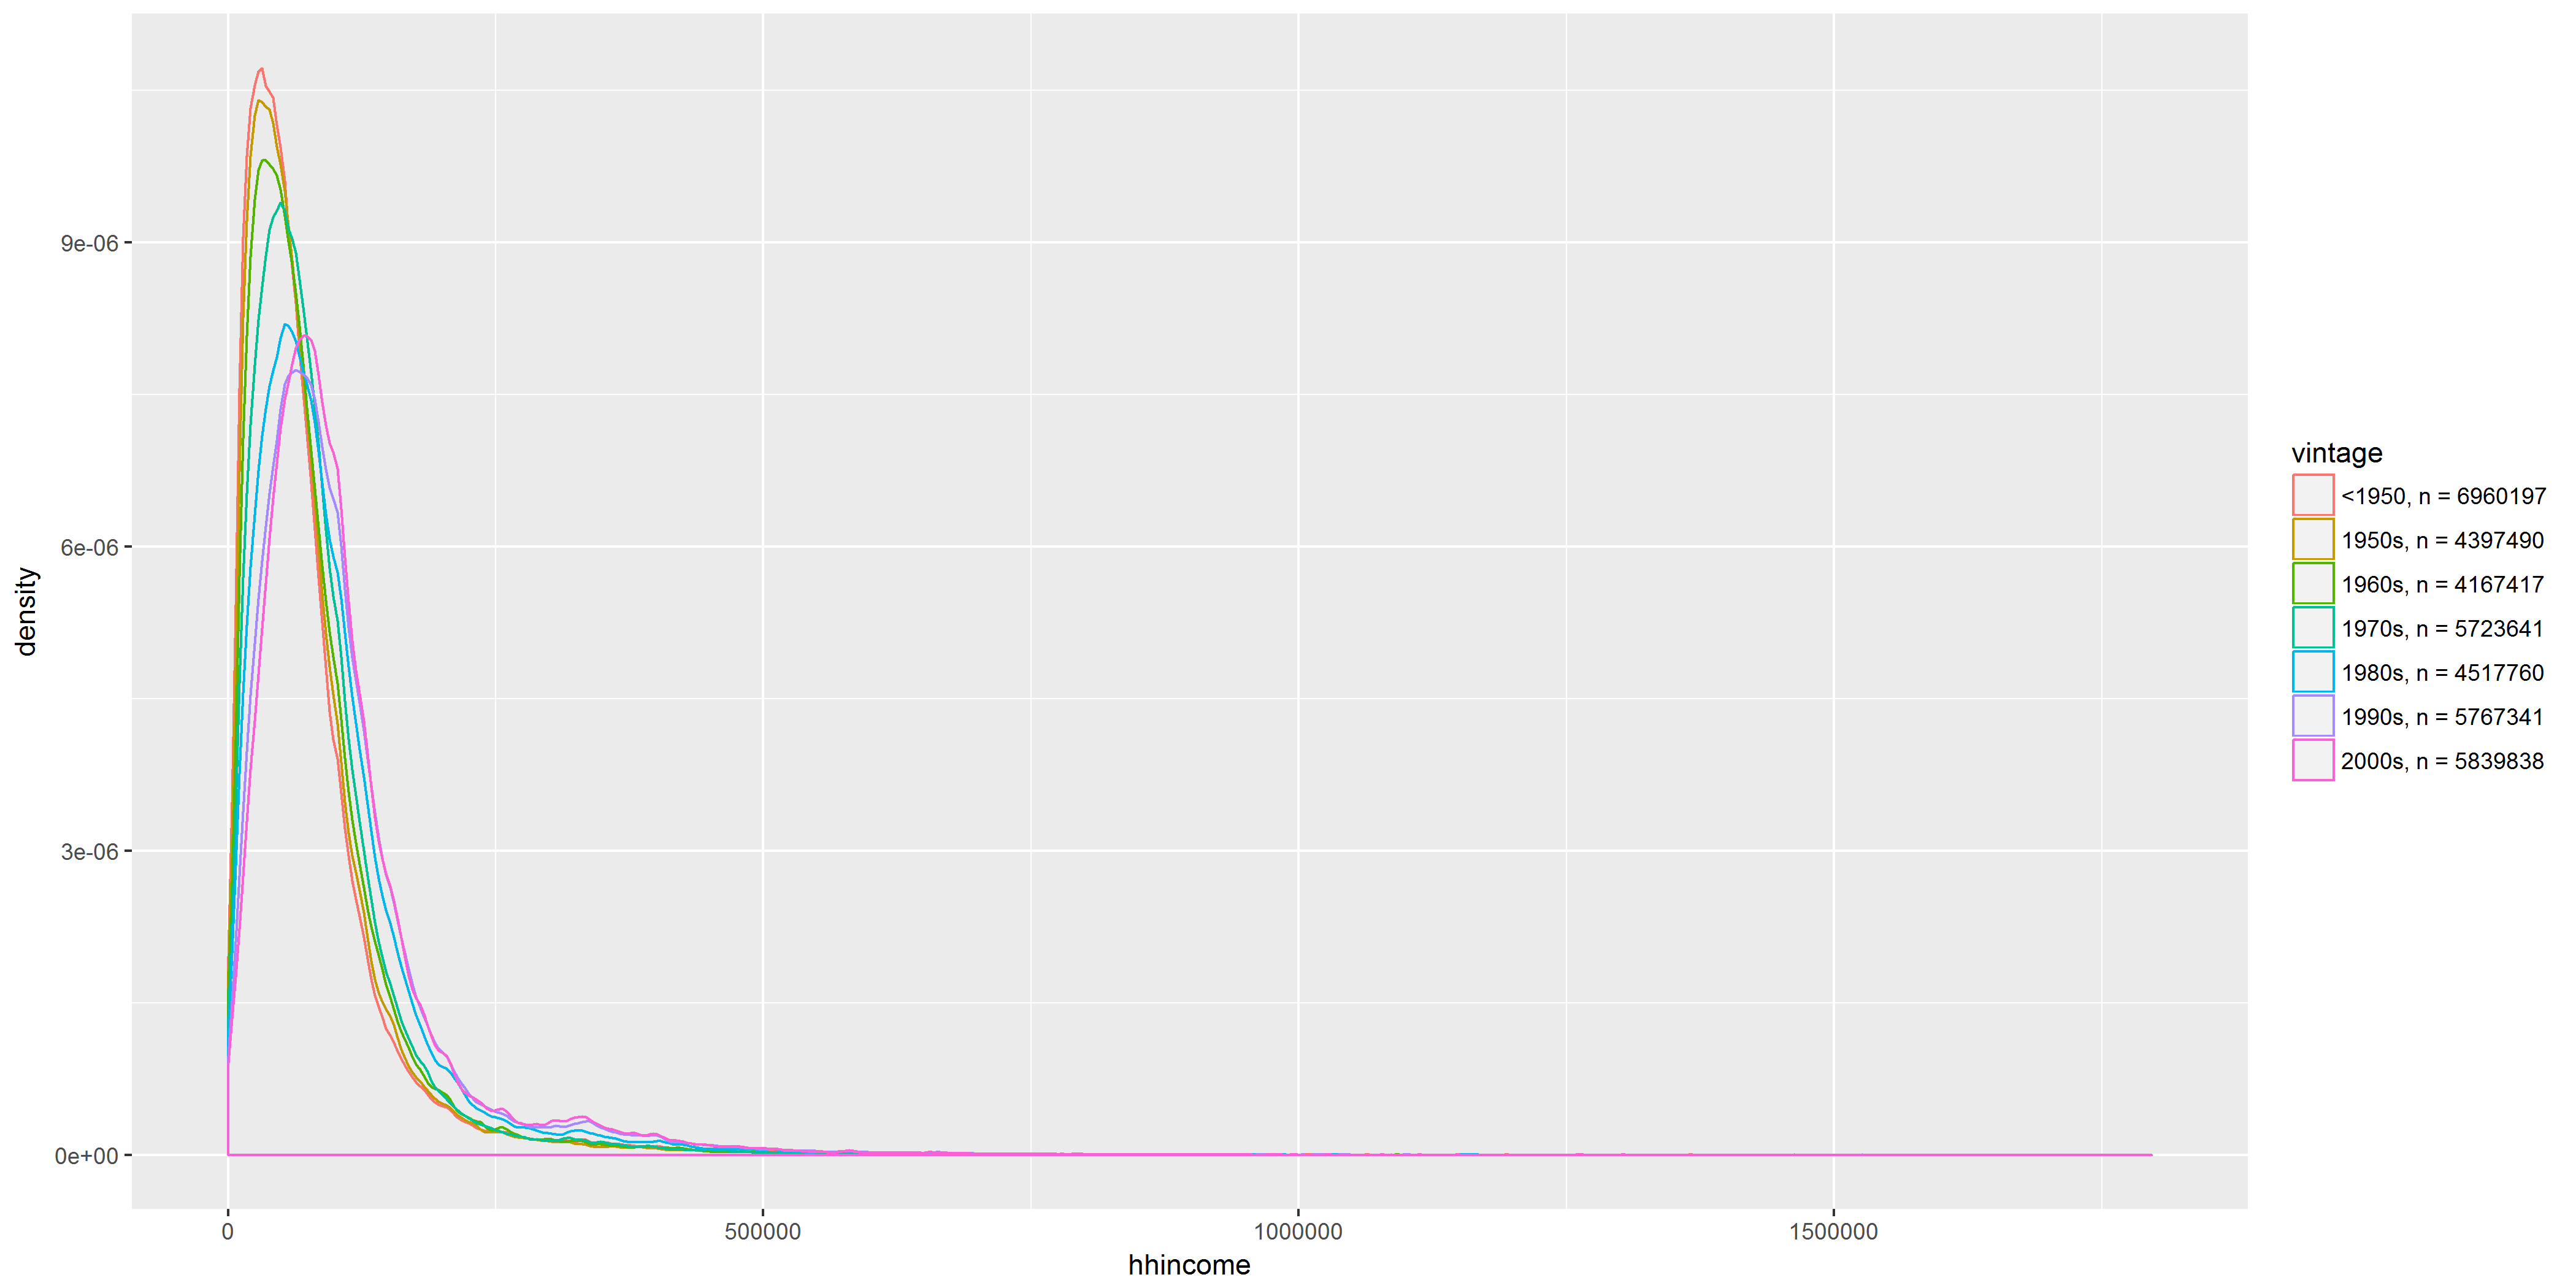 density
9e-06
6e-06
3e-06
0e+00
0
500000
1000000
1500000
hhincome
vintage
<1950, n = 6960197
1950s, n = 4397490
1960s, n = 4167417
1970s, n = 5723641
1980s, n = 4517760
1990s, n = 5767341
2000s, n = 5839838